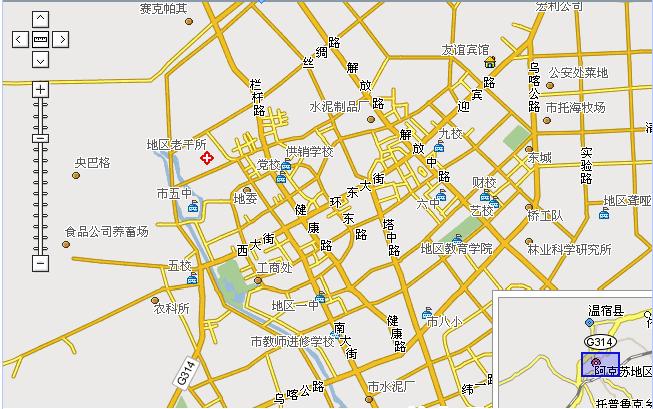 赛克帕其
宏利公司
丝绸路
友谊宾馆
解放路
乌喀公路
公安处菜地
栏杆路
水泥制品厂
迎宾路
市托海牧场
解放中路
九校
地区老干所
供销学校
东城
实验路
央巴格
党校
东大街
财校
市五中
地委
六中
艺校
地区聋哑
健康路
环东路
桥工队
食品公司养畜场
西大街
塔中路
地区教育学院
林业科学研究所
五校
工商处
农科所
地区一中
温宿县
健康路
市八小
南大街
G314
市教师进修学校
G314
阿克苏地区
乌喀公路
市水泥厂
纬一路
托普鲁克乡